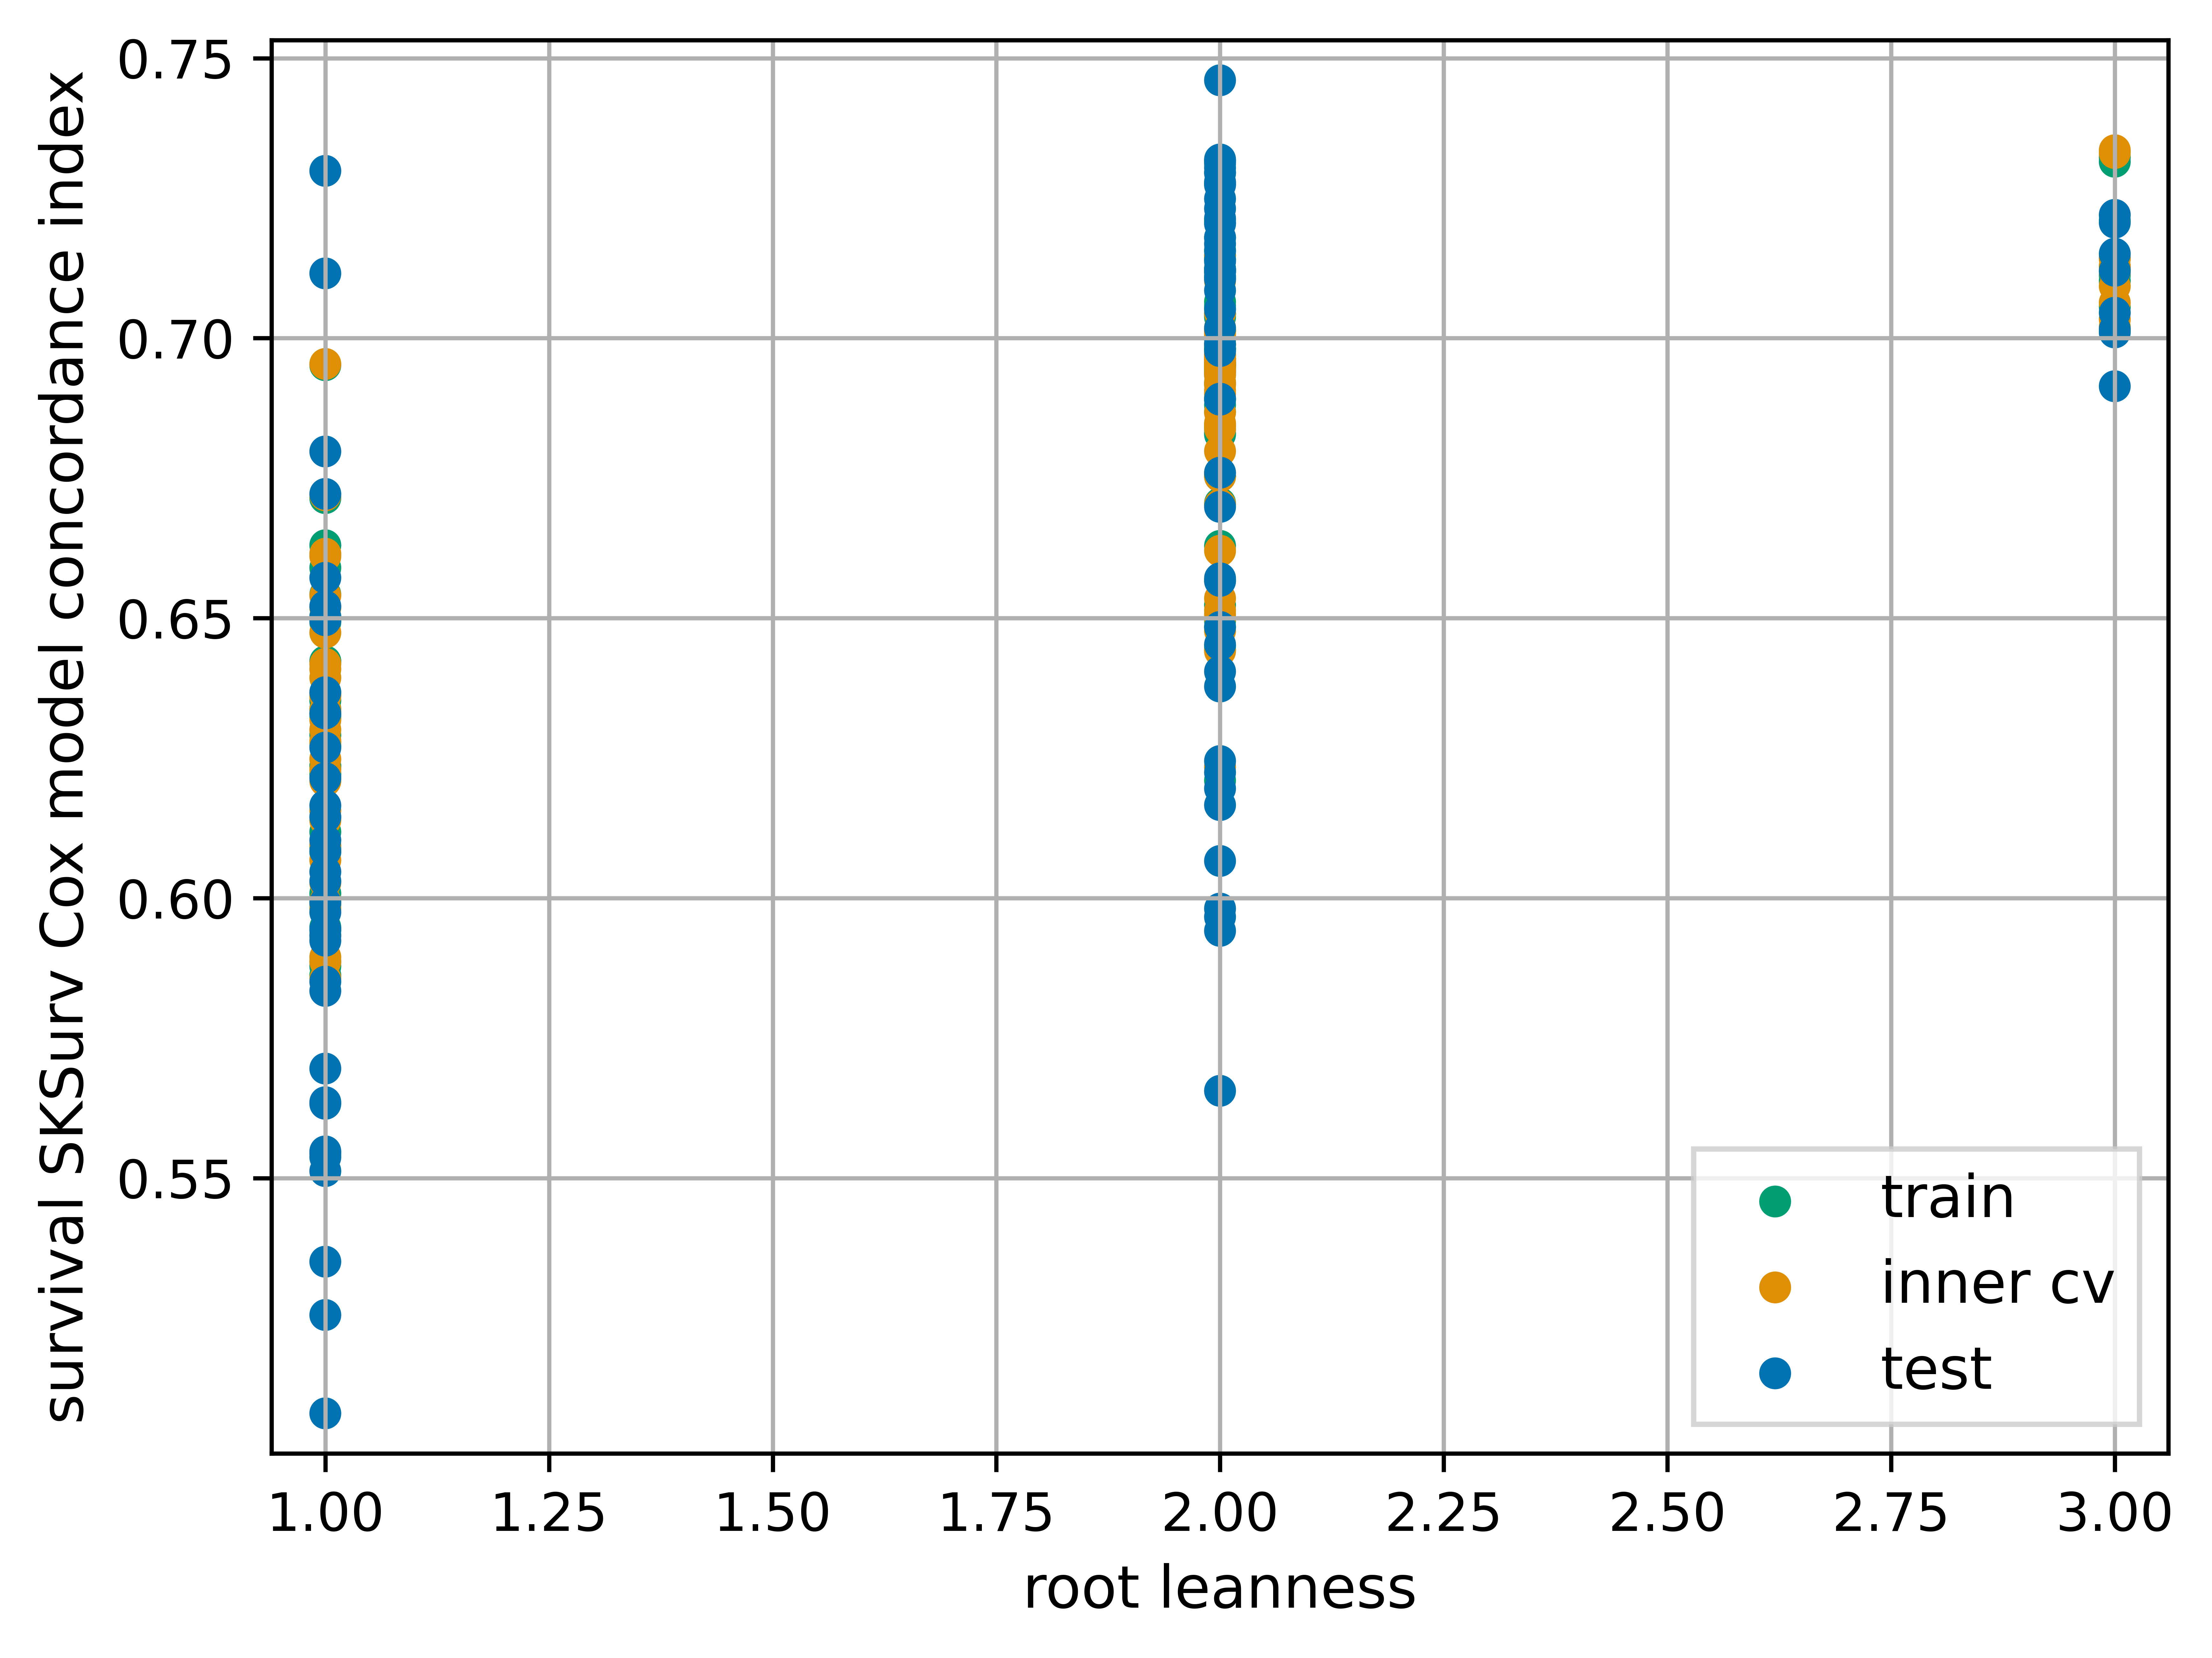 survival SKSurv Cox model concordance index
0.75
0.70
0.65
0.60
0.55
train
inner cv
test
1.00 1.25 1.50 1.75 2.00 2.25 2.50 2.75 3.00
root leanness